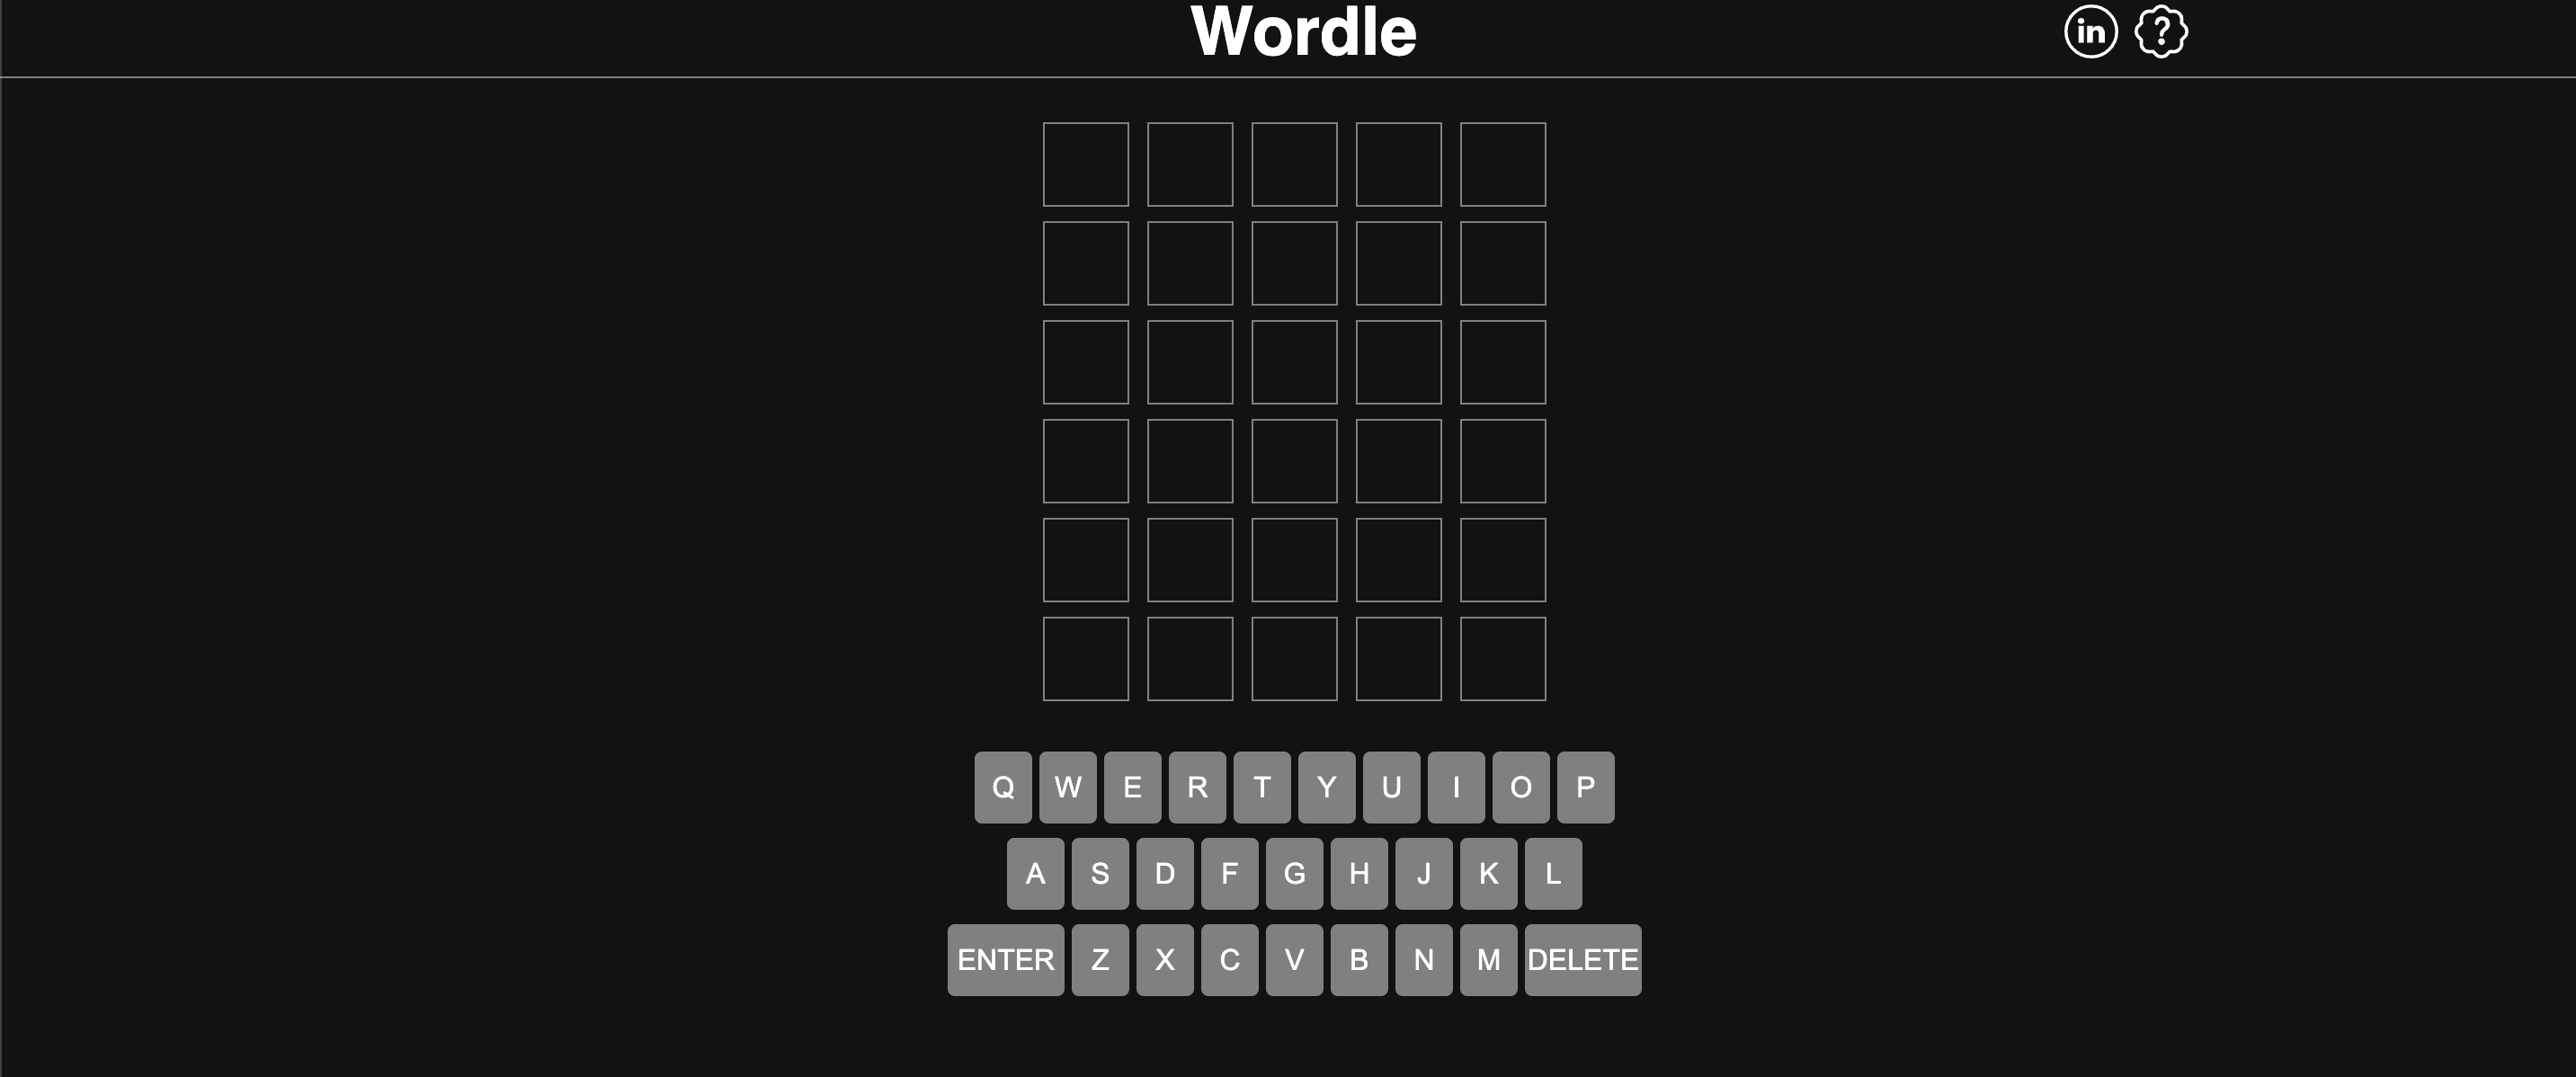 Wordle
in ?
Q W E R T Y U I O P
A S D F G H J K L
ENTER Z X C V B N M DELETE